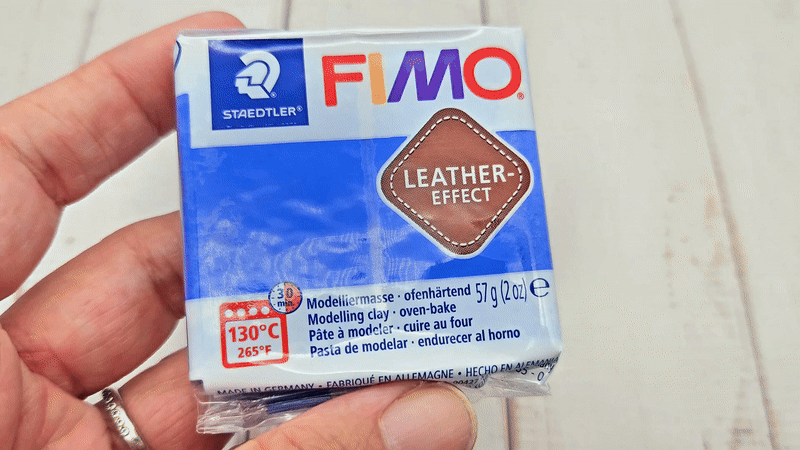 STAEDTLER®
FIMO®
LEATHER-
EFFECT
30
min.
130°C
265°F
Modelliermasse · ofenhärtend
57 g (2 oz) e
Modelling clay · oven-bake
Pâte à modeler · cuire au four
Pasta de modelar · endurecer al horno
MADE IN GERMANY · FABRIQUÉ EN ALLEMAGNE · HECHO EN ALEMANIA